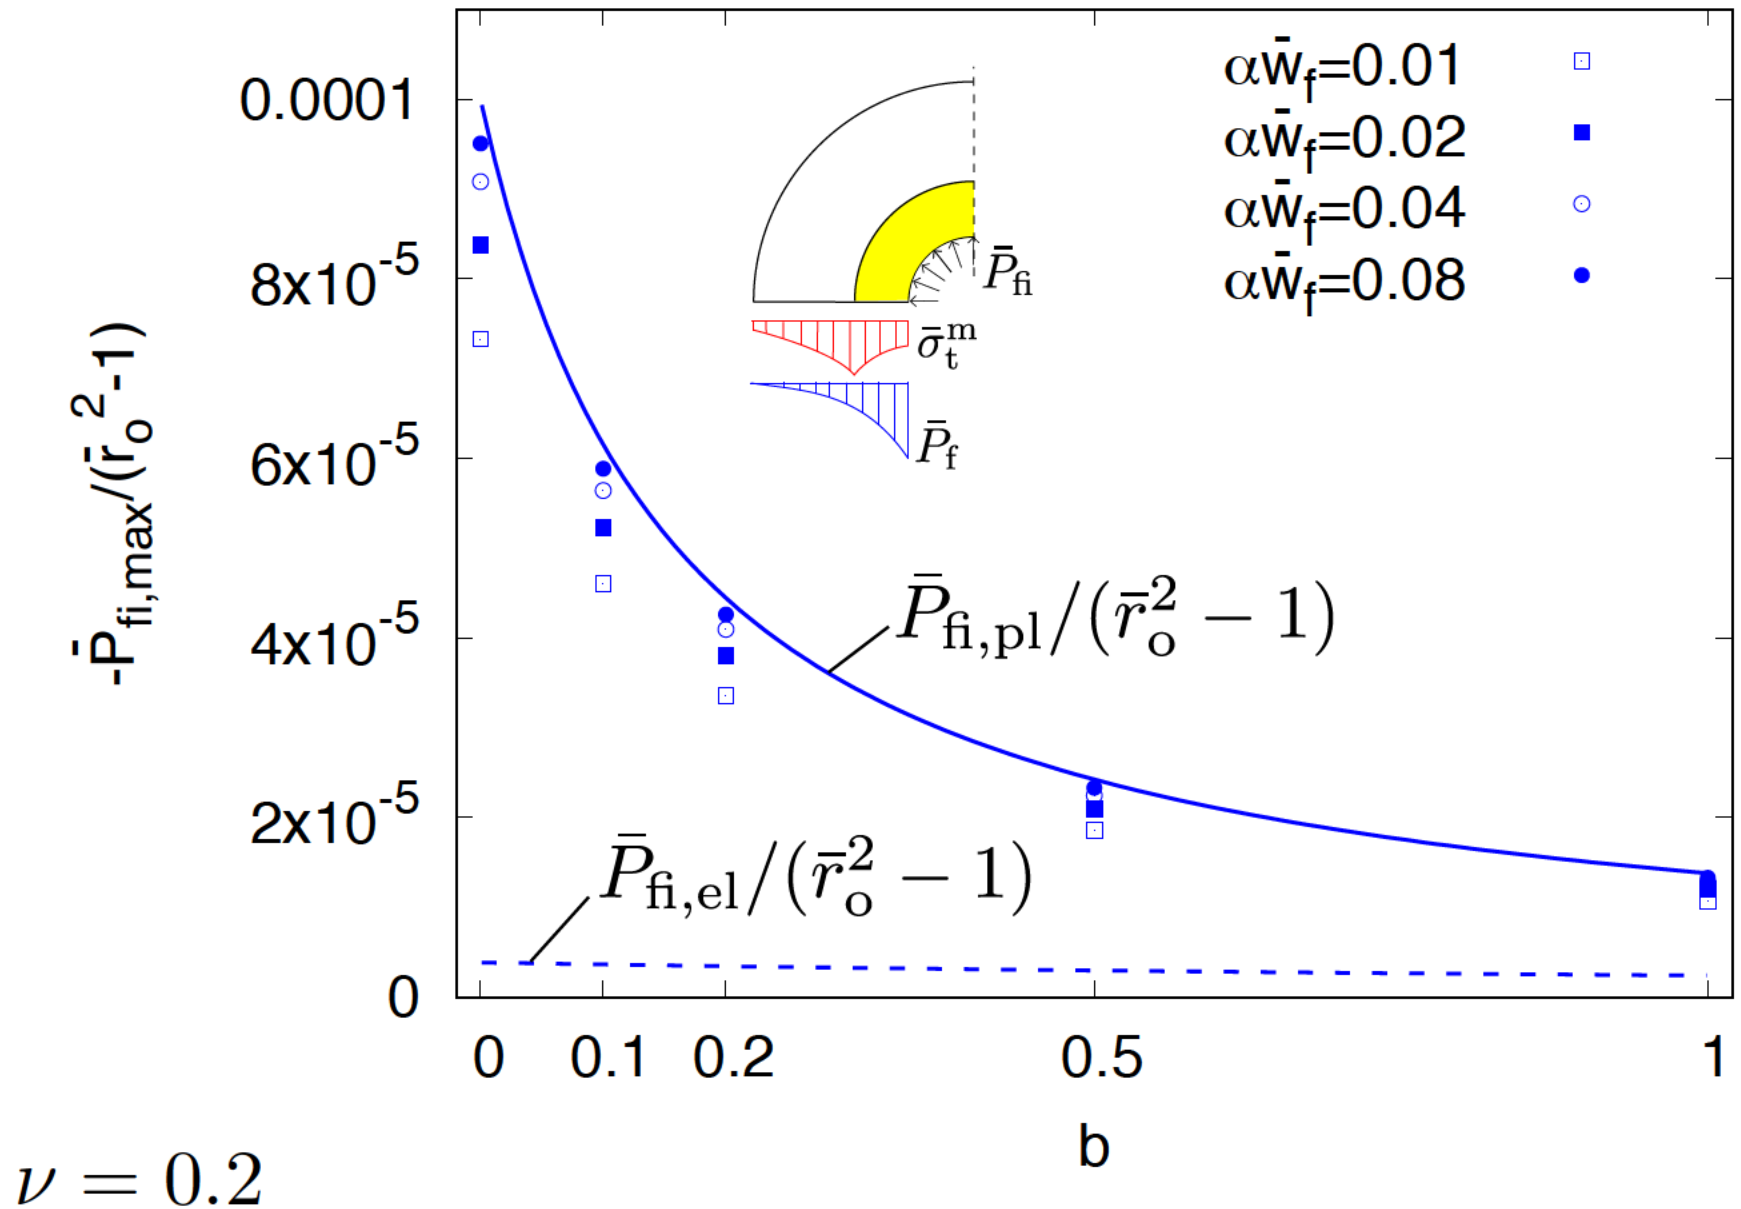 αw̄f=0.01
αw̄f=0.02
αw̄f=0.04
αw̄f=0.08
0.0001
8x10⁻⁵
6x10⁻⁵
4x10⁻⁵
2x10⁻⁵
0
-P̄fi,max/(r̄o²-1)
P̄fi
σ̄ₜᵐ
P̄f
P̄fi,pl/(r̄o² − 1)
P̄fi,el/(r̄o² − 1)
0 0.1 0.2 0.5 1
b
ν = 0.2